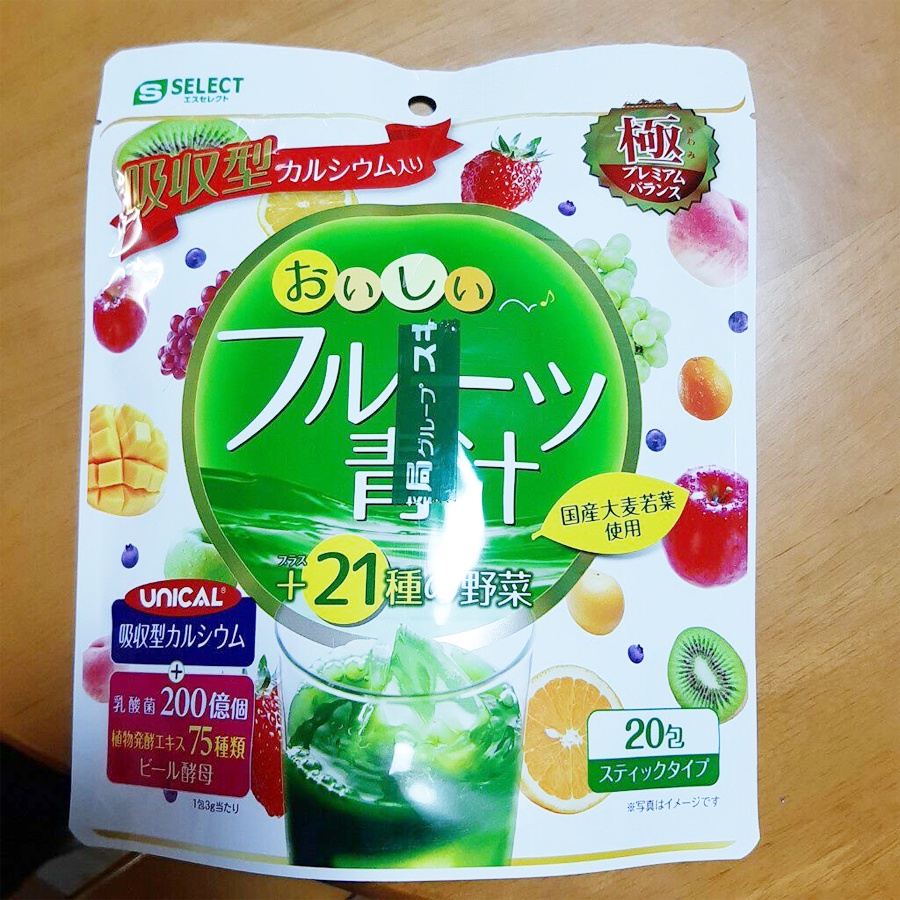 S SELECT
エスセレクト
吸収型 カルシウム入り
極
きわみ
プレミアム
バランス
おいしい
フルーツ
青汁
局グループ スギ
国産大麦若葉
使用
プラス
+21種の野菜
UNICAL®
吸収型カルシウム
+
乳酸菌200億個
植物発酵エキス75種類
ビール酵母
1包3g当たり
20包
スティックタイプ
※写真はイメージです